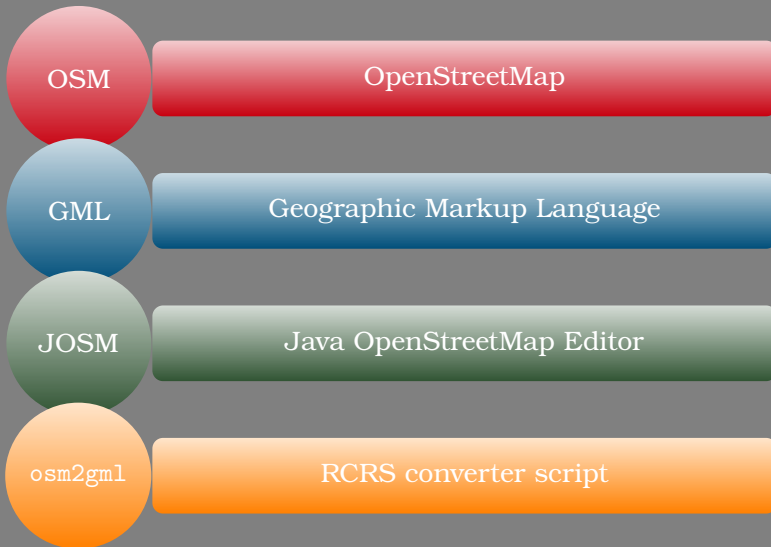 OSM
OpenStreetMap
GML
Geographic Markup Language
JOSM
Java OpenStreetMap Editor
osm2gml
RCRS converter script